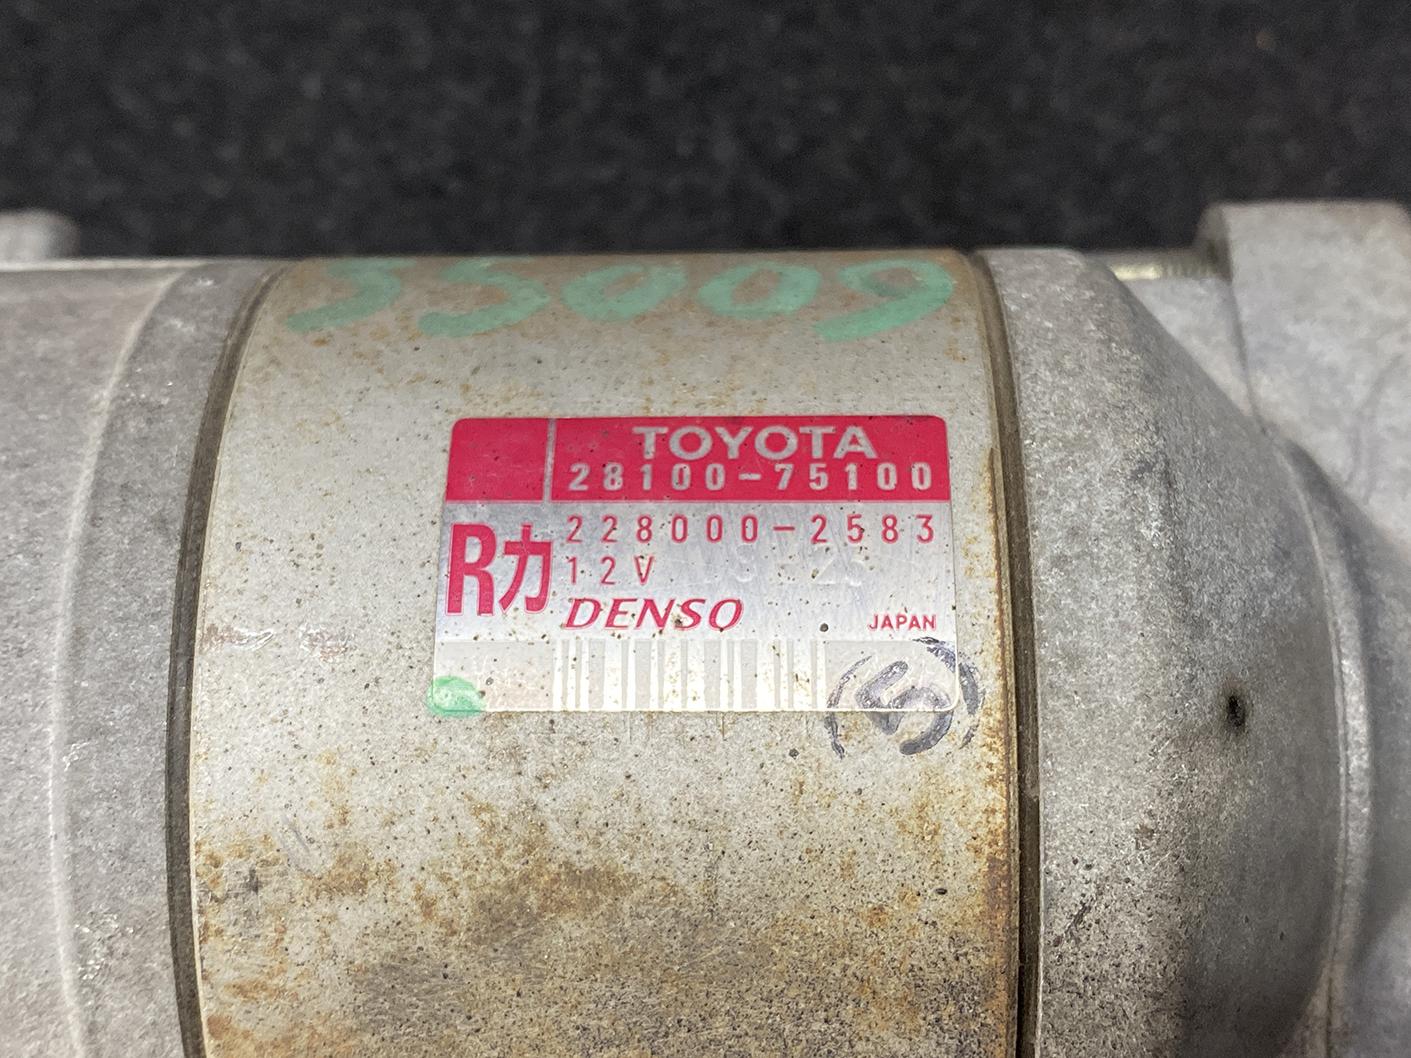 55009
TOYOTA
28100-75100
Rカ
228000-2583
12V
DENSO
JAPAN